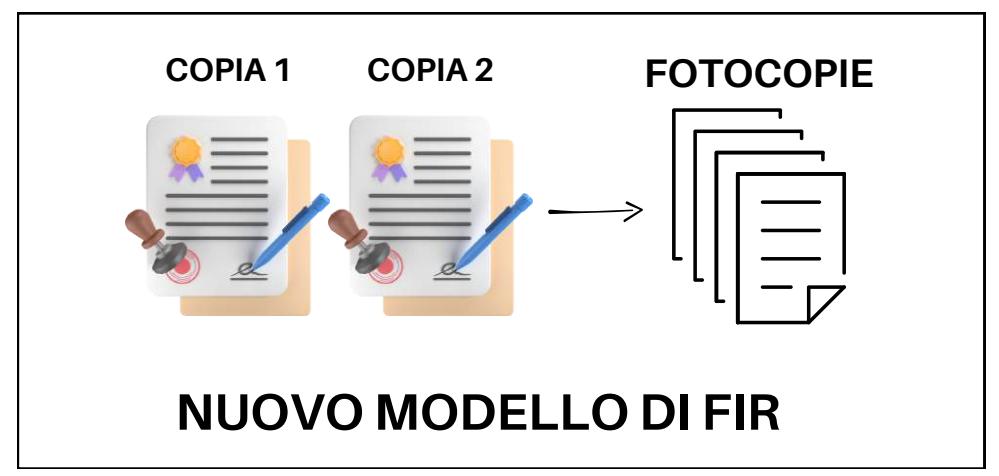 COPIA 1
COPIA 2
FOTOCOPIE
NUOVO MODELLO DI FIR